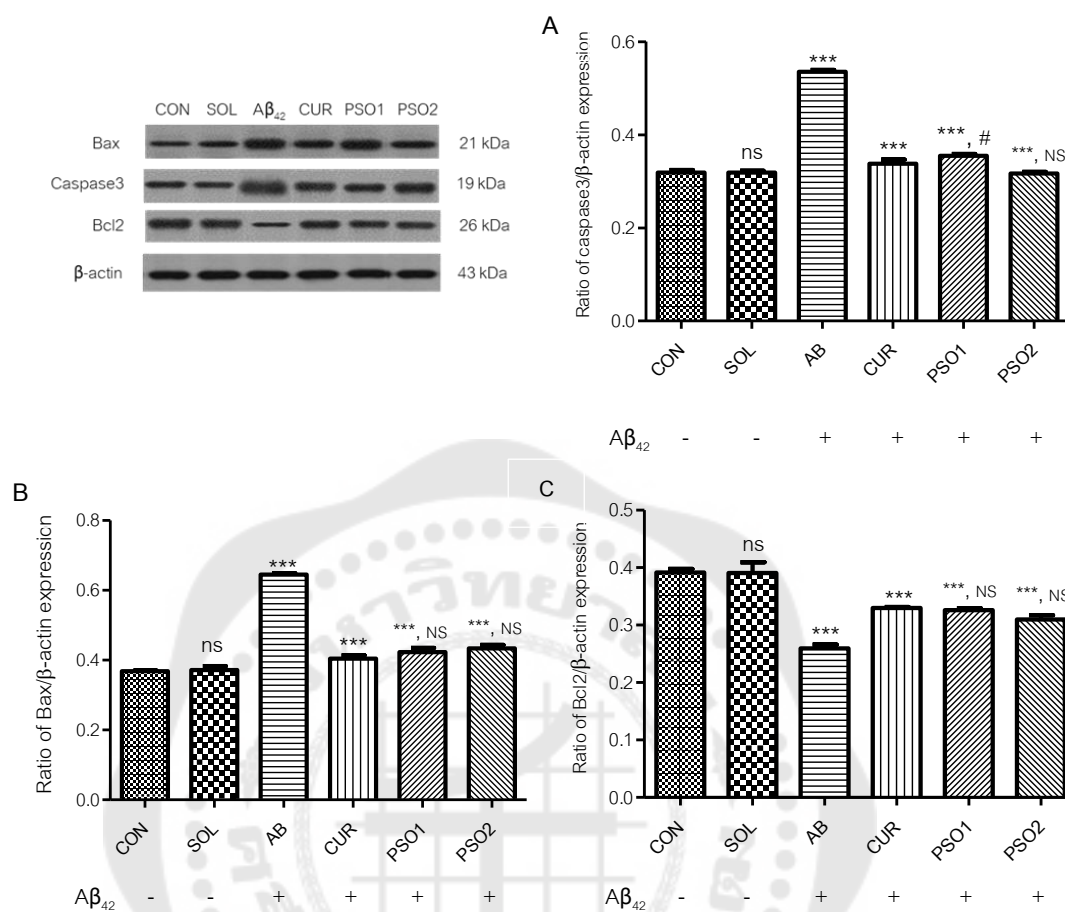 A
Ratio of caspase3/β-actin expression
0.6
0.4
0.2
0.0
***
ns
***
***, #
***, NS
CON SOL AB CUR PSO1 PSO2
Aβ42 - - + + + +
CON SOL Aβ42 CUR PSO1 PSO2
Bax 21 kDa
Caspase3 19 kDa
Bcl2 26 kDa
β-actin 43 kDa
B
Ratio of Bax/β-actin expression
0.8
0.6
0.4
0.2
0.0
ns
***
***
***, NS
***, NS
CON SOL AB CUR PSO1 PSO2
Aβ42 - - + + + +
C
Ratio of Bcl2/β-actin expression
0.5
0.4
0.3
0.2
0.1
0.0
ns
***
***
***, NS
***, NS
CON SOL AB CUR PSO1 PSO2
Aβ42 - - + + + +